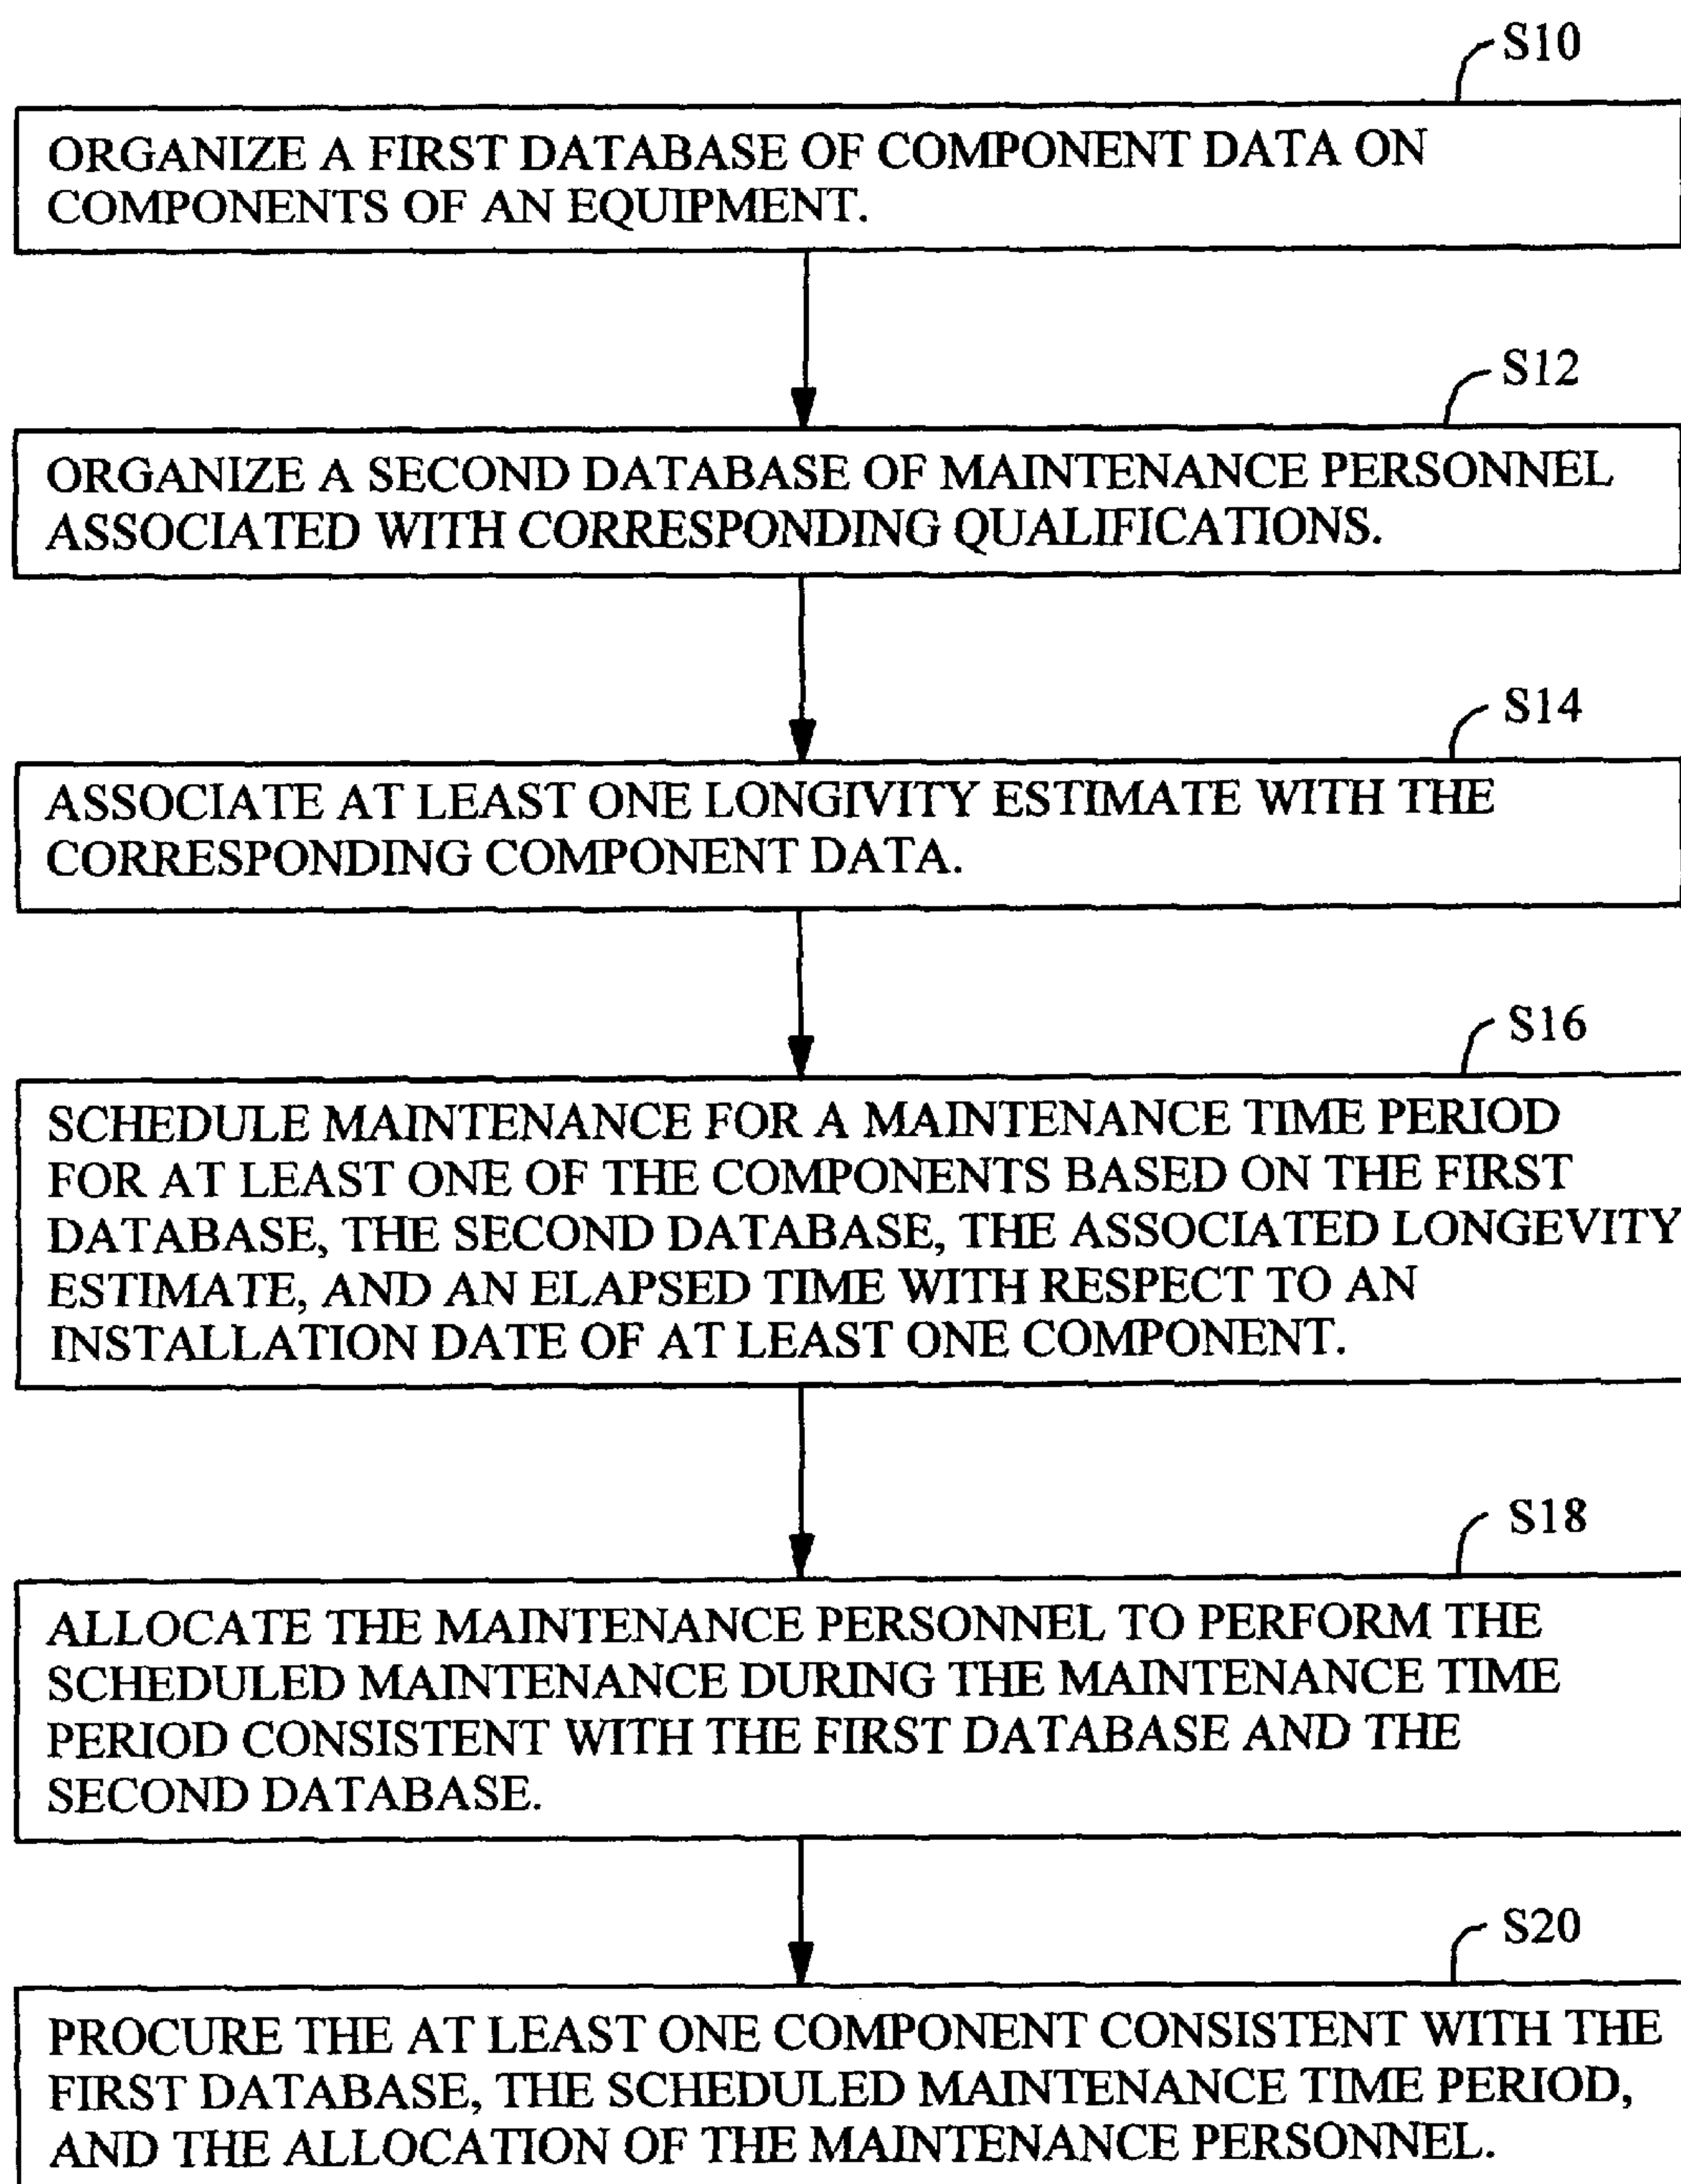 S10
ORGANIZE A FIRST DATABASE OF COMPONENT DATA ON
COMPONENTS OF AN EQUIPMENT.
S12
ORGANIZE A SECOND DATABASE OF MAINTENANCE PERSONNEL
ASSOCIATED WITH CORRESPONDING QUALIFICATIONS.
S14
ASSOCIATE AT LEAST ONE LONGIVITY ESTIMATE WITH THE
CORRESPONDING COMPONENT DATA.
S16
SCHEDULE MAINTENANCE FOR A MAINTENANCE TIME PERIOD
FOR AT LEAST ONE OF THE COMPONENTS BASED ON THE FIRST
DATABASE, THE SECOND DATABASE, THE ASSOCIATED LONGEVITY
ESTIMATE, AND AN ELAPSED TIME WITH RESPECT TO AN
INSTALLATION DATE OF AT LEAST ONE COMPONENT.
S18
ALLOCATE THE MAINTENANCE PERSONNEL TO PERFORM THE
SCHEDULED MAINTENANCE DURING THE MAINTENANCE TIME
PERIOD CONSISTENT WITH THE FIRST DATABASE AND THE
SECOND DATABASE.
S20
PROCURE THE AT LEAST ONE COMPONENT CONSISTENT WITH THE
FIRST DATABASE, THE SCHEDULED MAINTENANCE TIME PERIOD,
AND THE ALLOCATION OF THE MAINTENANCE PERSONNEL.